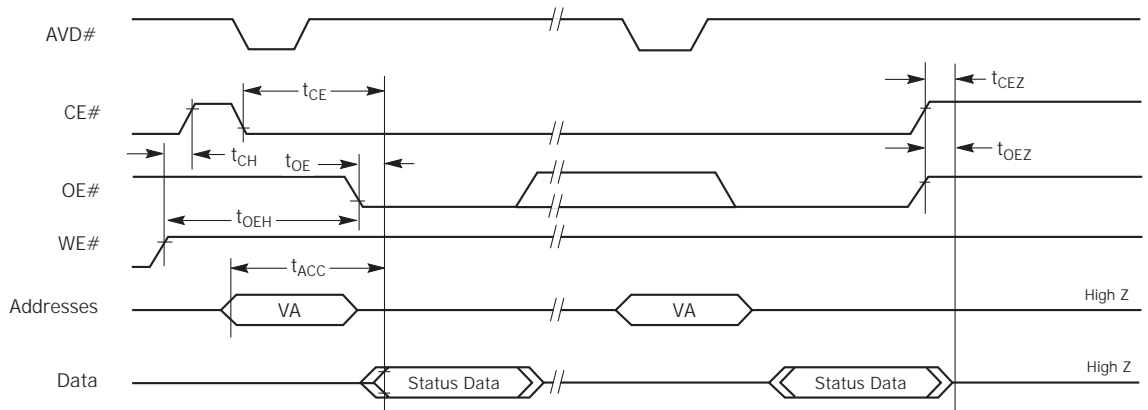 AVD#
CE#
tCE
tCEZ
tCH
tOE
tOEZ
OE#
tOEH
WE#
tACC
Addresses
VA
VA
High Z
Data
Status Data
Status Data
High Z